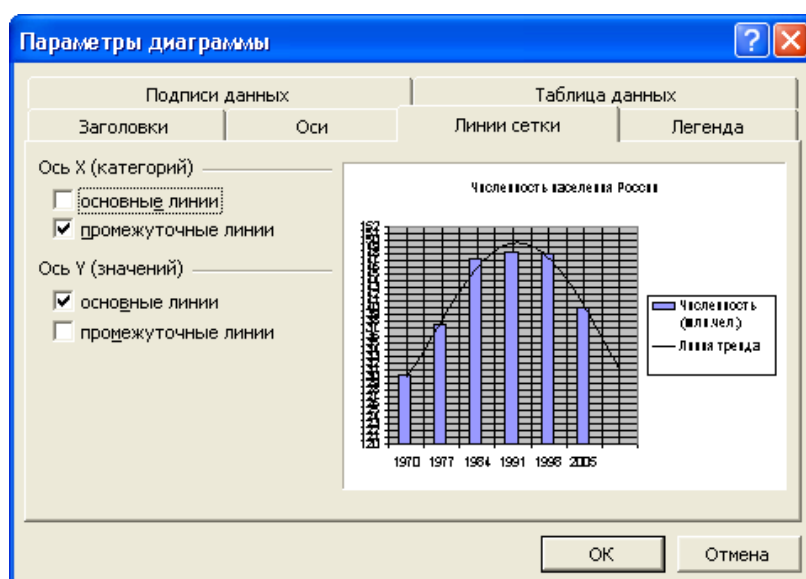 Параметры диаграммы
Подписи данных
Таблица данных
Заголовки
Оси
Линии сетки
Легенда
Ось X (категорий)
основные линии
промежуточные линии
Ось Y (значений)
основные линии
промежуточные линии
Численность населения России
152
120
1970 1977 1984 1991 1998 2005
Численность
(млн.чел.)
Линия тренда
ОК
Отмена